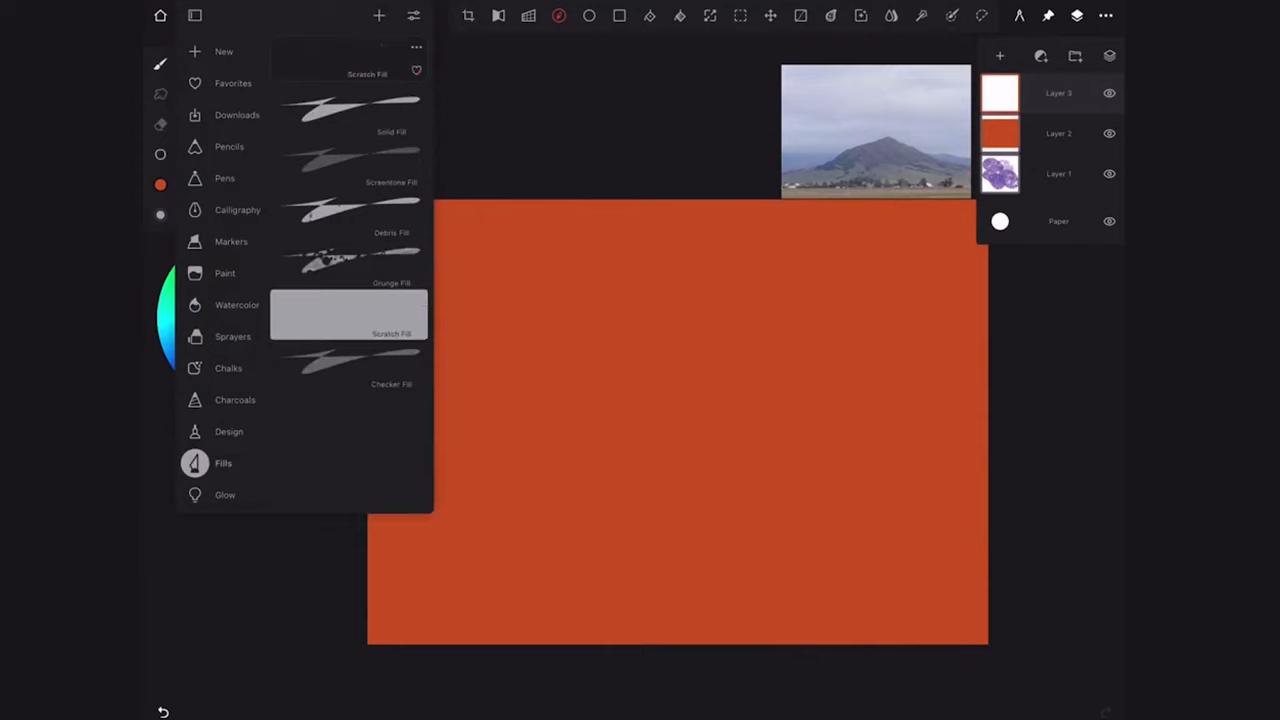 New
Favorites
Downloads
Pencils
Pens
Calligraphy
Markers
Paint
Watercolor
Sprayers
Chalks
Charcoals
Design
Fills
Glow
Scratch Fill
Solid Fill
Screentone Fill
Debris Fill
Grunge Fill
Scratch Fill
Checker Fill
Layer 3
Layer 2
Layer 1
Paper